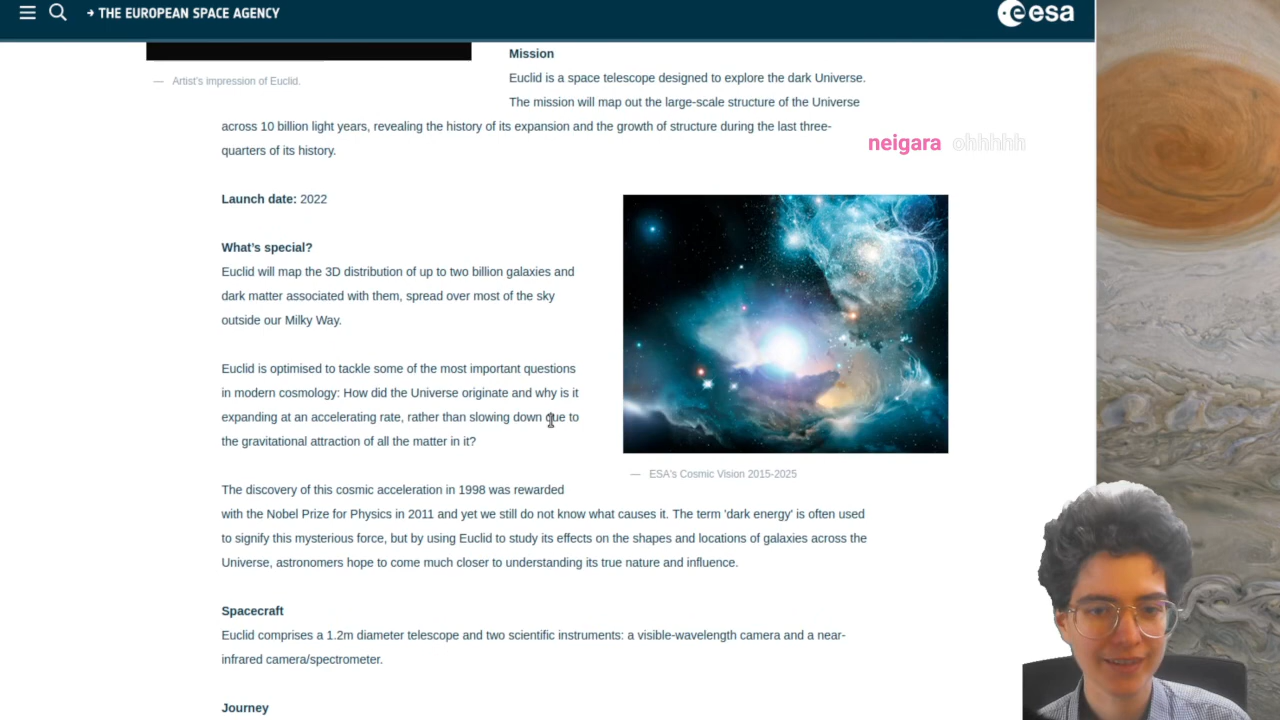 → THE EUROPEAN SPACE AGENCY
esa
— Artist's impression of Euclid.
Mission
Euclid is a space telescope designed to explore the dark Universe.
The mission will map out the large-scale structure of the Universe
across 10 billion light years, revealing the history of its expansion and the growth of structure during the last three-
quarters of its history.
neigara ohhhhh
Launch date: 2022
What’s special?
Euclid will map the 3D distribution of up to two billion galaxies and
dark matter associated with them, spread over most of the sky
outside our Milky Way.
Euclid is optimised to tackle some of the most important questions
in modern cosmology: How did the Universe originate and why is it
expanding at an accelerating rate, rather than slowing down due to
the gravitational attraction of all the matter in it?
— ESA's Cosmic Vision 2015-2025
The discovery of this cosmic acceleration in 1998 was rewarded
with the Nobel Prize for Physics in 2011 and yet we still do not know what causes it. The term 'dark energy' is often used
to signify this mysterious force, but by using Euclid to study its effects on the shapes and locations of galaxies across the
Universe, astronomers hope to come much closer to understanding its true nature and influence.
Spacecraft
Euclid comprises a 1.2m diameter telescope and two scientific instruments: a visible-wavelength camera and a near-
infrared camera/spectrometer.
Journey